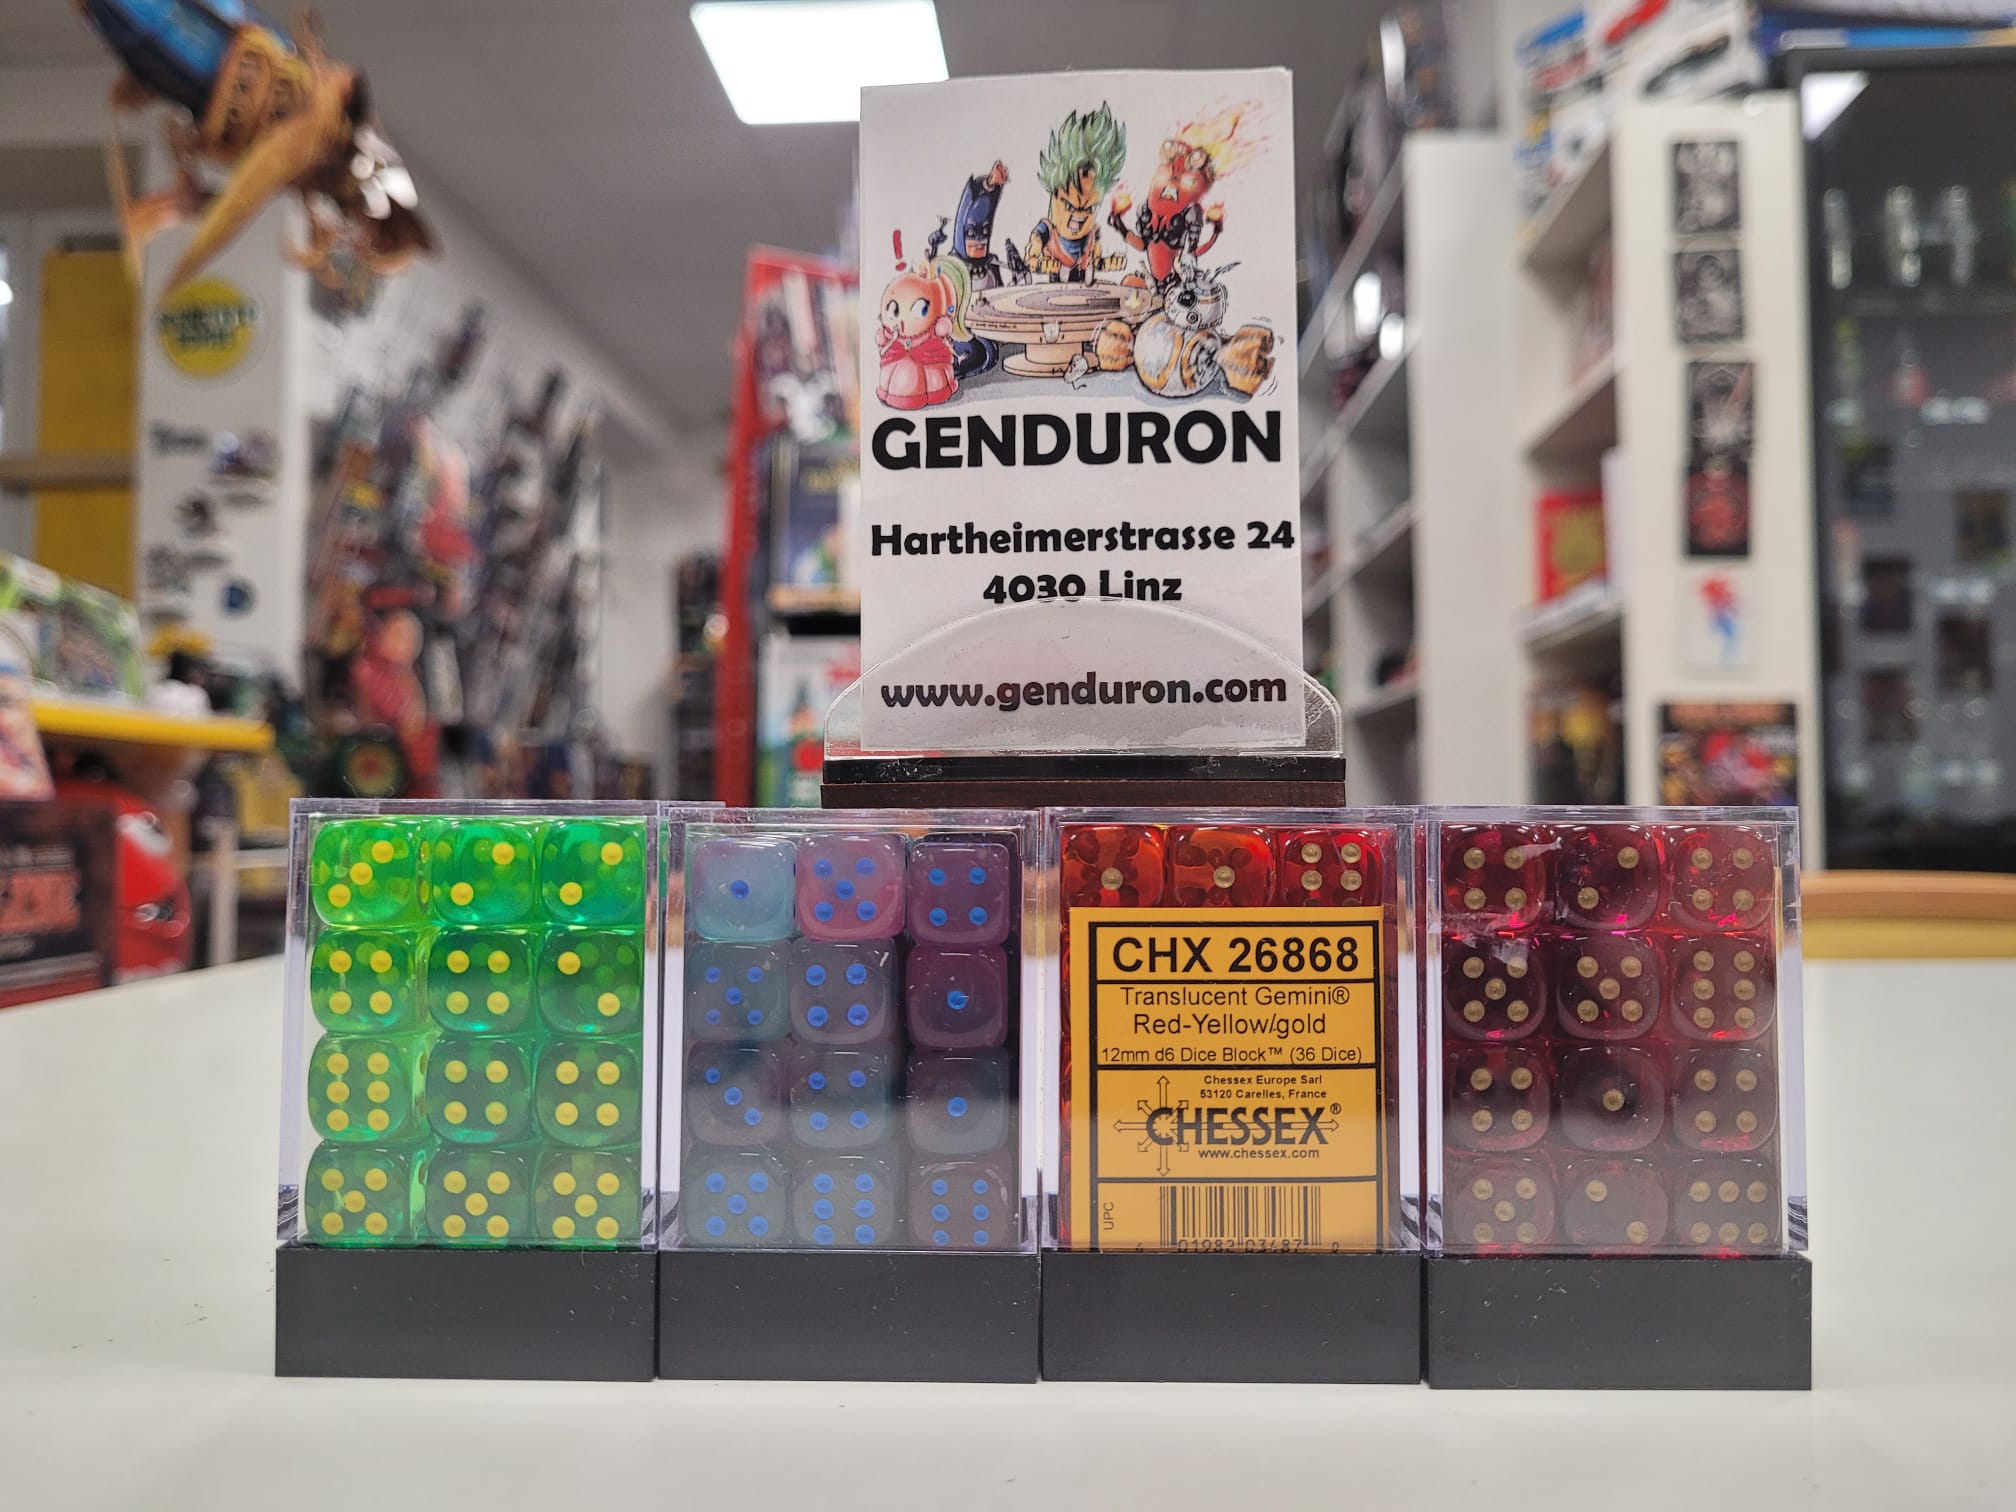 GENDURON
Hartheimerstrasse 24
4030 Linz
www.genduron.com
CHX 26868
Translucent Gemini®
Red-Yellow/gold
12mm d6 Dice Block™ (36 Dice)
Chessex Europe Sarl
53120 Carelles, France
CHESSEX®
www.chessex.com
UPC